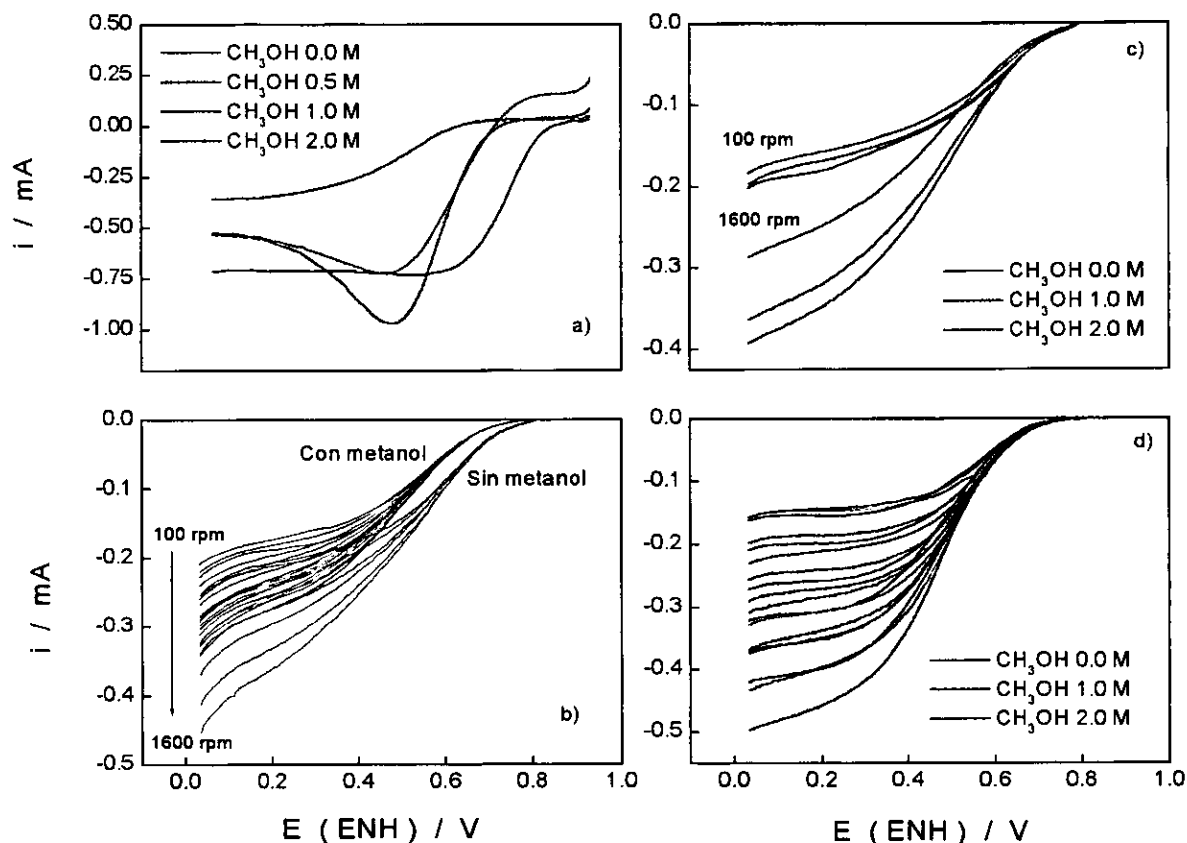 0.50
0.25
0.00
-0.25
-0.50
-0.75
-1.00
i / mA
CH3OH 0.0 M
CH3OH 0.5 M
CH3OH 1.0 M
CH3OH 2.0 M
a)
0.0
-0.1
-0.2
-0.3
-0.4
c)
100 rpm
1600 rpm
CH3OH 0.0 M
CH3OH 1.0 M
CH3OH 2.0 M
0.0
-0.1
-0.2
-0.3
-0.4
-0.5
i / mA
Con metanol
Sin metanol
100 rpm
1600 rpm
b)
0.0 0.2 0.4 0.6 0.8 1.0
E (ENH) / V
0.0
-0.1
-0.2
-0.3
-0.4
-0.5
d)
CH3OH 0.0 M
CH3OH 1.0 M
CH3OH 2.0 M
0.0 0.2 0.4 0.6 0.8 1.0
E (ENH) / V